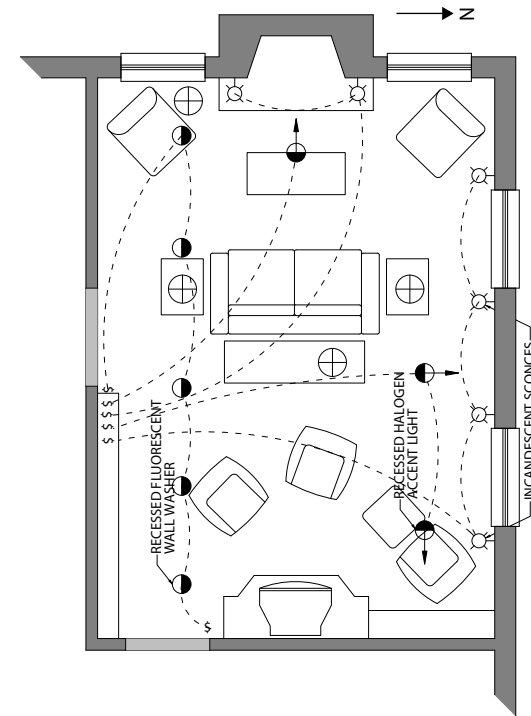 N
RECESSED FLUORESCENT
WALL WASHER
RECESSED HALOGEN
ACCENT LIGHT
INCANDESCENT SCONCES
$
$
$
$
$
$